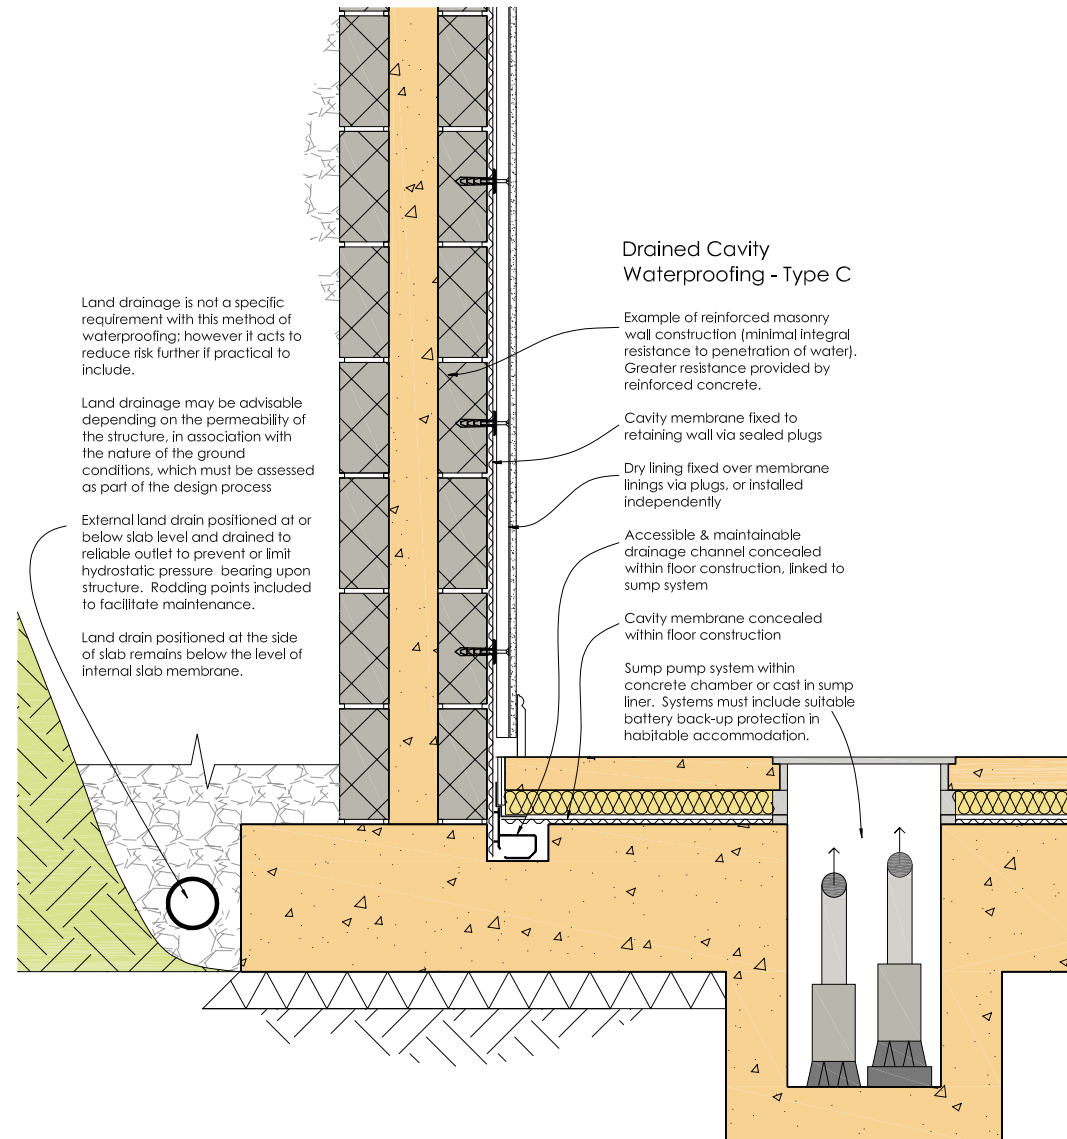 Drained Cavity
Waterproofing - Type C
Land drainage is not a specific
requirement with this method of
waterproofing; however it acts to
reduce risk further if practical to
include.
Land drainage may be advisable
depending on the permeability of
the structure, in association with
the nature of the ground
conditions, which must be assessed
as part of the design process
External land drain positioned at or
below slab level and drained to
reliable outlet to prevent or limit
hydrostatic pressure bearing upon
structure. Rodding points included
to facilitate maintenance.
Land drain positioned at the side
of slab remains below the level of
internal slab membrane.
Example of reinforced masonry
wall construction (minimal integral
resistance to penetration of water).
Greater resistance provided by
reinforced concrete.
Cavity membrane fixed to
retaining wall via sealed plugs
Dry lining fixed over membrane
linings via plugs, or installed
independently
Accessible & maintainable
drainage channel concealed
within floor construction, linked to
sump system
Cavity membrane concealed
within floor construction
Sump pump system within
concrete chamber or cast in sump
liner. Systems must include suitable
battery back-up protection in
habitable accommodation.